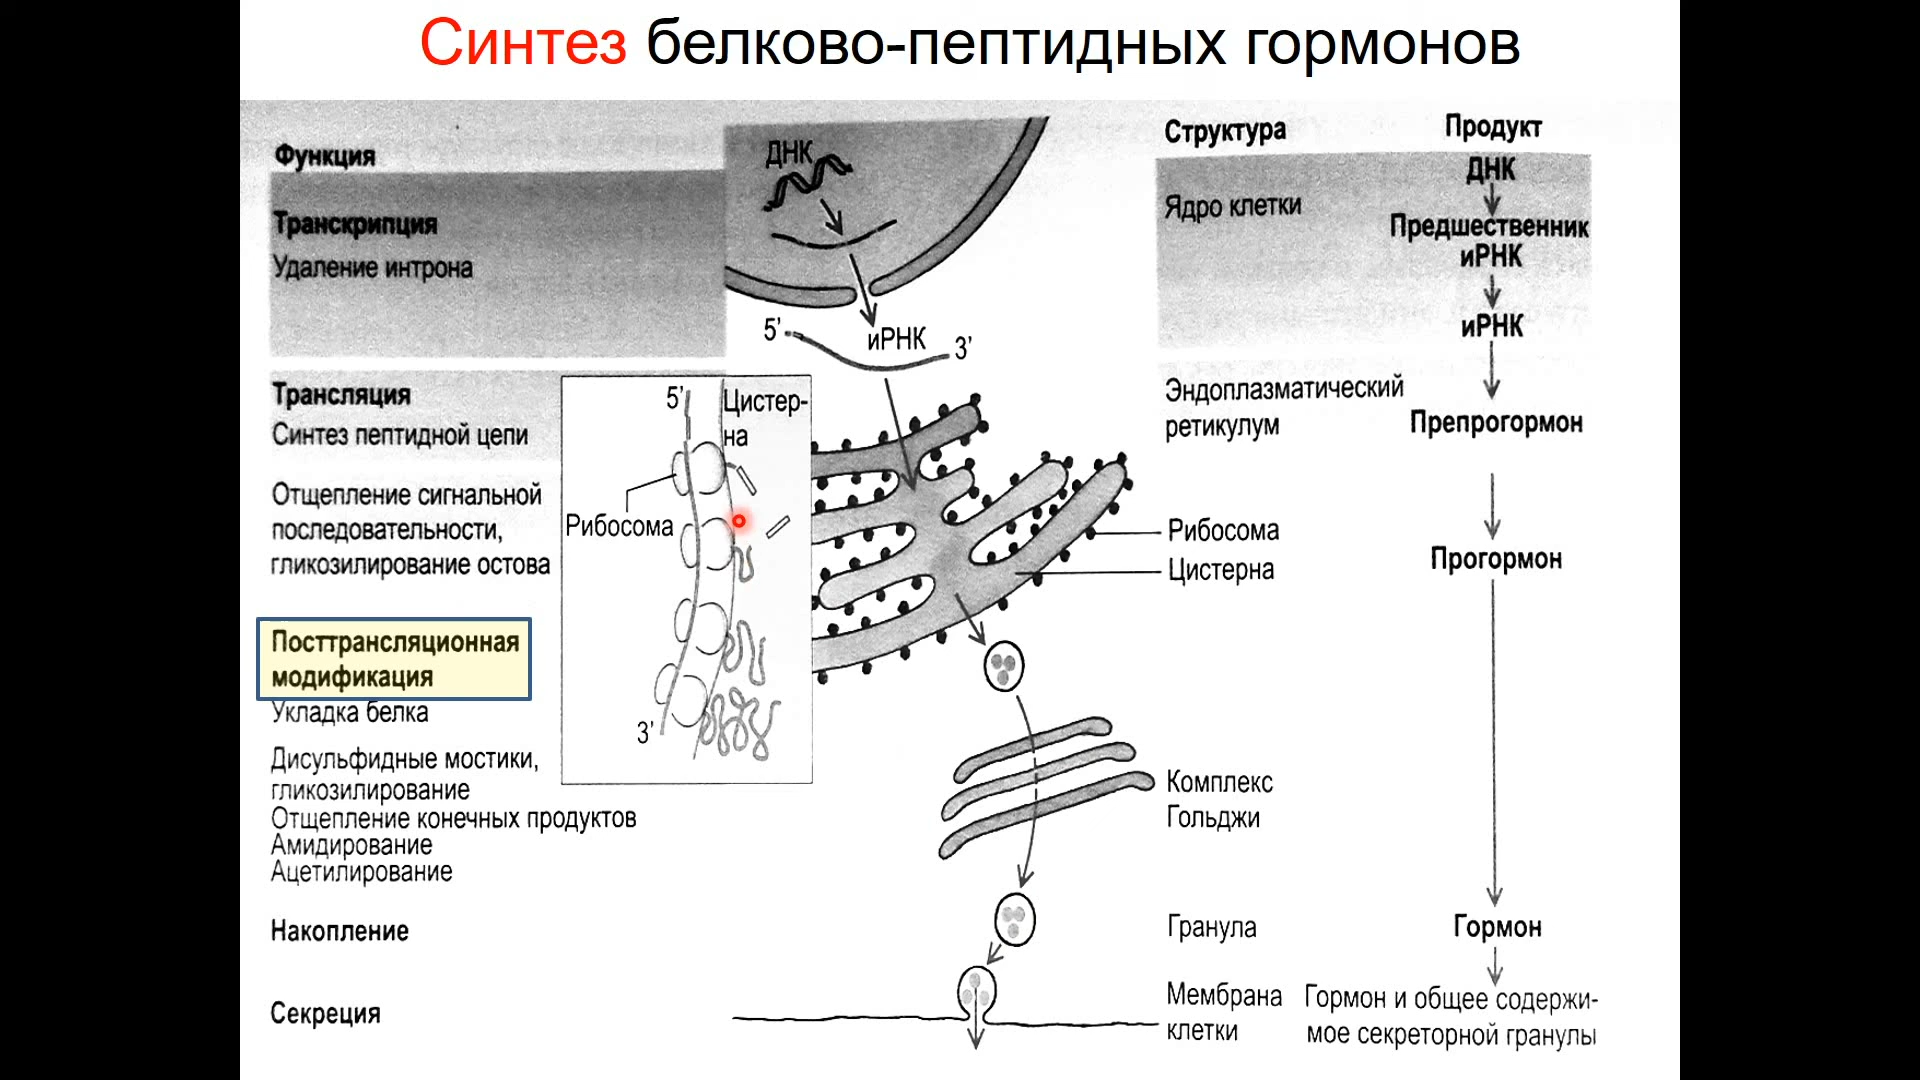 Синтез белково-пептидных гормонов
Функция
Транскрипция
Удаление интрона
Трансляция
Синтез пептидной цепи
Отщепление сигнальной
последовательности,
гликозилирование остова
Посттрансляционная
модификация
Укладка белка
Дисульфидные мостики,
гликозилирование
Отщепление конечных продуктов
Амидирование
Ацетилирование
Накопление
Секреция
ДНК
5’
иРНК
3’
5’
Цистер-
на
Рибосома
3’
Структура
Ядро клетки
Эндоплазматический
ретикулум
Рибосома
Цистерна
Комплекс
Гольджи
Гранула
Мембрана
клетки
Продукт
ДНК
Предшественник
иРНК
иРНК
Препрогормон
Прогормон
Гормон
Гормон и общее содержи-
мое секреторной гранулы